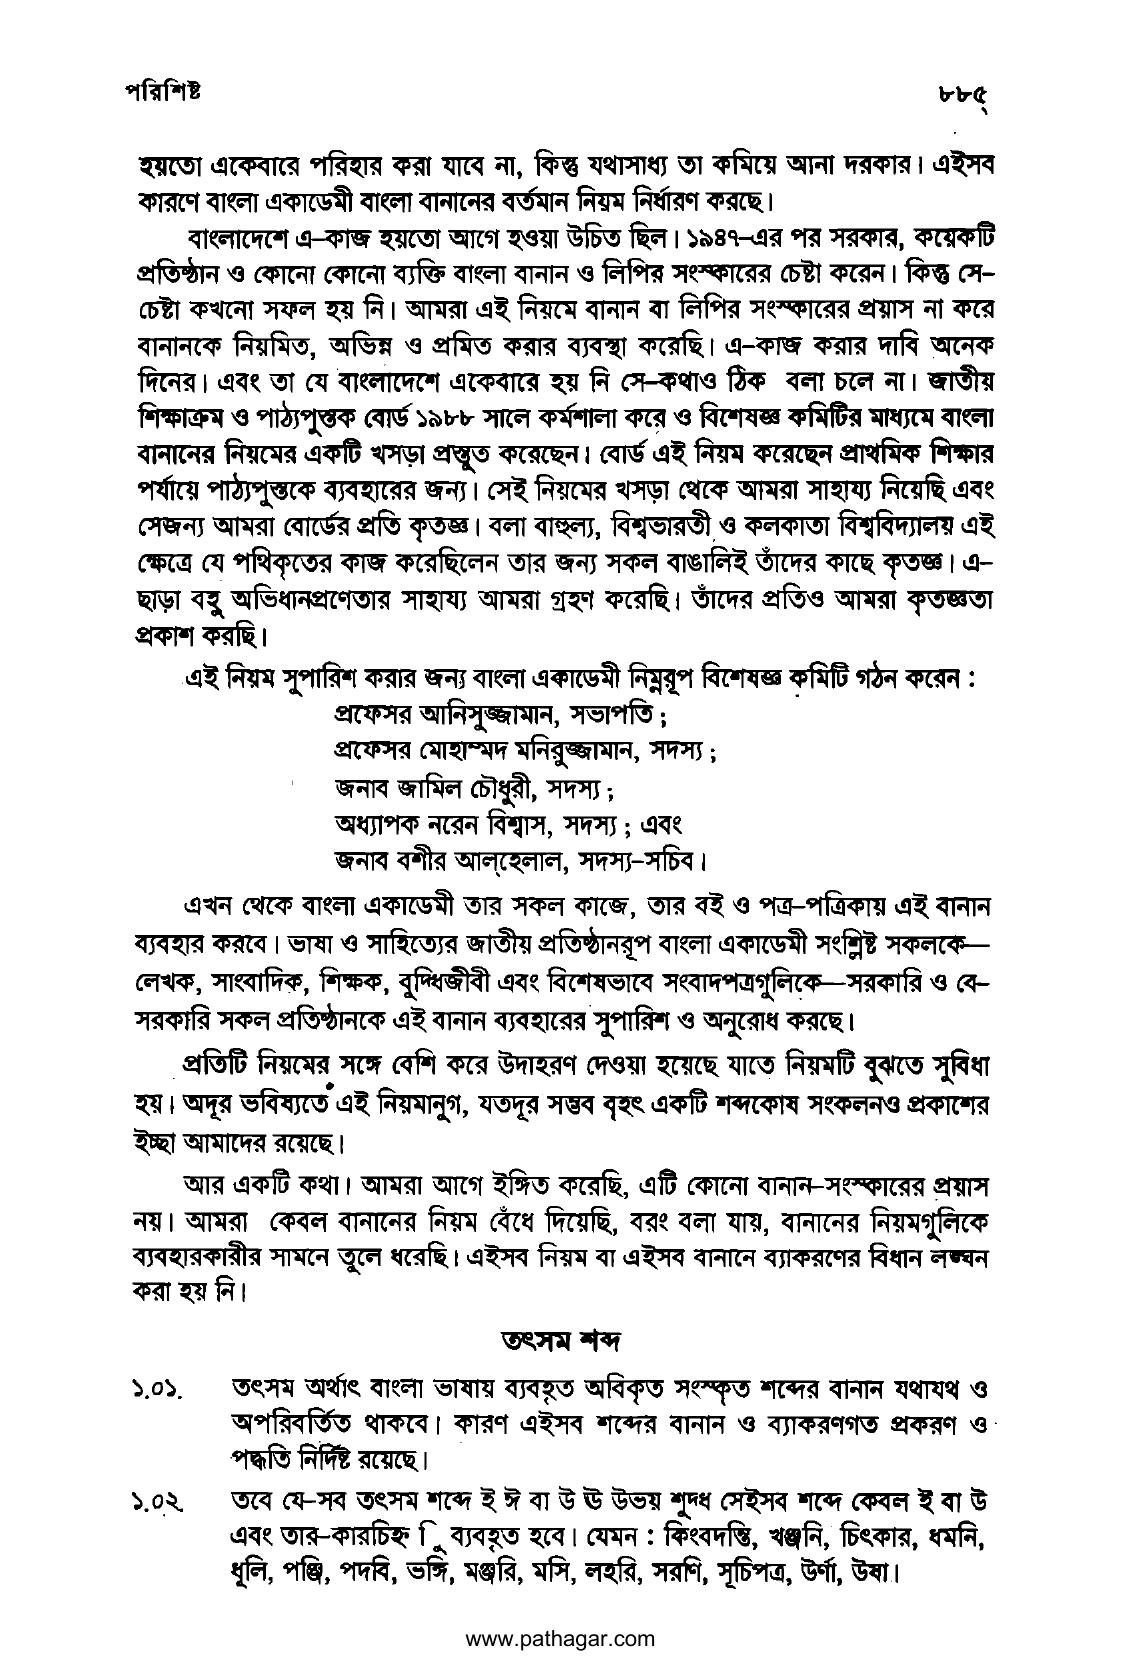 পরিশিষ্ট ৮৮৫
হয়তো একেবারে পরিহার করা যাবে না, কিন্তু যথাসাধ্য তা কমিয়ে আনা দরকার। এইসব
কারণে বাংলা একাডেমী বাংলা বানানের বর্তমান নিয়ম নির্ধারণ করছে।
বাংলাদেশে এ-কাজ হয়তো আগে হওয়া উচিত ছিল। ১৯৪৭-এর পর সরকার, কয়েকটি
প্রতিষ্ঠান ও কোনো কোনো ব্যক্তি বাংলা বানান ও লিপির সংস্কারের চেষ্টা করেন। কিন্তু সে-
চেষ্টা কখনো সফল হয় নি। আমরা এই নিয়মে বানান বা লিপির সংস্কারের প্রয়াস না করে
বানানকে নিয়মিত, অভিন্ন ও প্রমিত করার ব্যবস্থা করেছি। এ-কাজ করার দাবি অনেক
দিনের। এবং তা যে বাংলাদেশে একেবারে হয় নি সে-কথাও ঠিক বলা চলে না। জাতীয়
শিক্ষাক্রম ও পাঠ্যপুস্তক বোর্ড ১৯৮৮ সালে কর্মশালা করে ও বিশেষজ্ঞ কমিটির মাধ্যমে বাংলা
বানানের নিয়মের একটি খসড়া প্রস্তুত করেছেন। বোর্ড এই নিয়ম করেছেন প্রাথমিক শিক্ষার
পর্যায়ে পাঠ্যপুস্তকে ব্যবহারের জন্য। সেই নিয়মের খসড়া থেকে আমরা সাহায্য নিয়েছি এবং
সেজন্য আমরা বোর্ডের প্রতি কৃতজ্ঞ। বলা বাহুল্য, বিশ্বভারতী ও কলকাতা বিশ্ববিদ্যালয় এই
ক্ষেত্রে যে পথিকৃতের কাজ করেছিলেন তার জন্য সকল বাঙালিই তাঁদের কাছে কৃতজ্ঞ। এ-
ছাড়া বহু অভিধানপ্রণেতার সাহায্য আমরা গ্রহণ করেছি। তাঁদের প্রতিও আমরা কৃতজ্ঞতা
প্রকাশ করছি।
এই নিয়ম সুপারিশ করার জন্য বাংলা একাডেমী নিম্নরূপ বিশেষজ্ঞ কমিটি গঠন করেন :
প্রফেসর আনিসুজ্জামান, সভাপতি ;
প্রফেসর মোহাম্মদ মনিরুজ্জামান, সদস্য ;
জনাব জামিল চৌধুরী, সদস্য ;
অধ্যাপক নরেন বিশ্বাস, সদস্য ; এবং
জনাব বশীর আল্‌হেলাল, সদস্য-সচিব।
এখন থেকে বাংলা একাডেমী তার সকল কাজে, তার বই ও পত্র-পত্রিকায় এই বানান
ব্যবহার করবে। ভাষা ও সাহিত্যের জাতীয় প্রতিষ্ঠানরূপ বাংলা একাডেমী সংশ্লিষ্ট সকলকে—
লেখক, সাংবাদিক, শিক্ষক, বুদ্ধিজীবী এবং বিশেষভাবে সংবাদপত্রগুলিকে—সরকারি ও বে-
সরকারি সকল প্রতিষ্ঠানকে এই বানান ব্যবহারের সুপারিশ ও অনুরোধ করছে।
প্রতিটি নিয়মের সঙ্গে বেশি করে উদাহরণ দেওয়া হয়েছে যাতে নিয়মটি বুঝতে সুবিধা
হয়। অদূর ভবিষ্যতে এই নিয়মানুগ, যতদূর সম্ভব বৃহৎ একটি শব্দকোষ সংকলনও প্রকাশের
ইচ্ছা আমাদের রয়েছে।
আর একটি কথা। আমরা আগে ইঙ্গিত করেছি, এটি কোনো বানান-সংস্কারের প্রয়াস
নয়। আমরা কেবল বানানের নিয়ম বেঁধে দিয়েছি, বরং বলা যায়, বানানের নিয়মগুলিকে
ব্যবহারকারীর সামনে তুলে ধরেছি। এইসব নিয়ম বা এইসব বানানে ব্যাকরণের বিধান লঙ্ঘন
করা হয় নি।
তৎসম শব্দ
১.০১. তৎসম অর্থাৎ বাংলা ভাষায় ব্যবহৃত অবিকৃত সংস্কৃত শব্দের বানান যথাযথ ও
অপরিবর্তিত থাকবে। কারণ এইসব শব্দের বানান ও ব্যাকরণগত প্রকরণ ও
পদ্ধতি নির্দিষ্ট রয়েছে।
১.০২. তবে যে-সব তৎসম শব্দে ই ঈ বা উ ঊ উভয় শুদ্ধ সেইসব শব্দে কেবল ই বা উ
এবং তার-কারচিহ্ন ি ু ব্যবহৃত হবে। যেমন : কিংবদন্তি, খঞ্জনি, চিৎকার, ধমনি,
ধূলি, পঞ্জি, পদবি, ভঙ্গি, মঞ্জরি, মসি, লহরি, সরণি, সূচিপত্র, উর্ণা, উষা।
www.pathagar.com